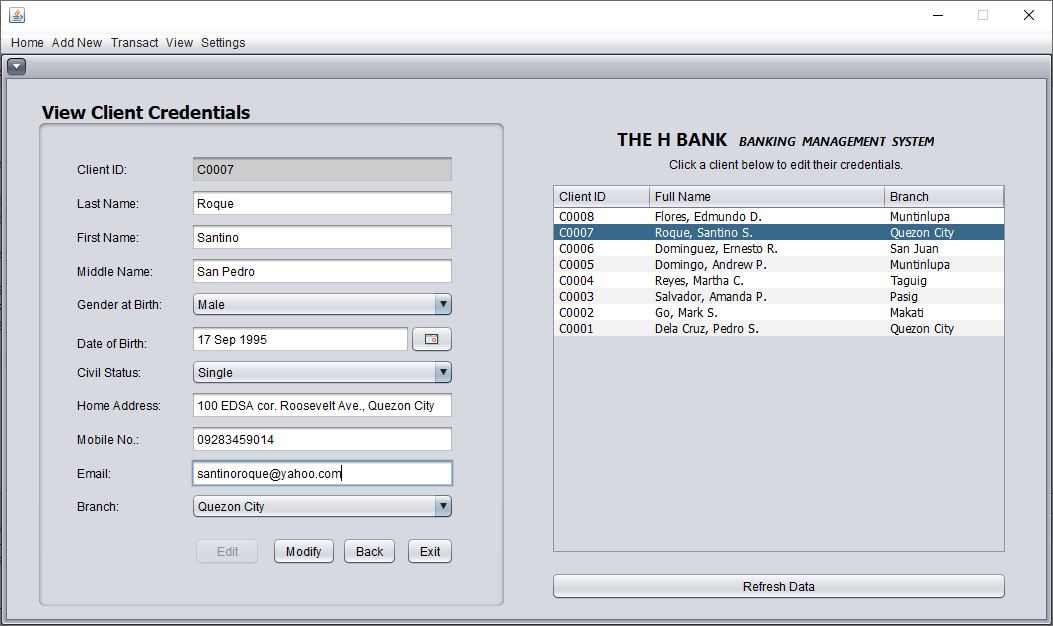 Home Add New Transact View Settings
View Client Credentials
Client ID: C0007
Last Name: Roque
First Name: Santino
Middle Name: San Pedro
Gender at Birth: Male
Date of Birth: 17 Sep 1995
Civil Status: Single
Home Address: 100 EDSA cor. Roosevelt Ave., Quezon City
Mobile No.: 09283459014
Email: santinoroque@yahoo.com
Branch: Quezon City
Edit Modify Back Exit
THE H BANK BANKING MANAGEMENT SYSTEM
Click a client below to edit their credentials.
Client ID Full Name Branch
C0008 Flores, Edmundo D. Muntinlupa
C0007 Roque, Santino S. Quezon City
C0006 Dominguez, Ernesto R. San Juan
C0005 Domingo, Andrew P. Muntinlupa
C0004 Reyes, Martha C. Taguig
C0003 Salvador, Amanda P. Pasig
C0002 Go, Mark S. Makati
C0001 Dela Cruz, Pedro S. Quezon City
Refresh Data